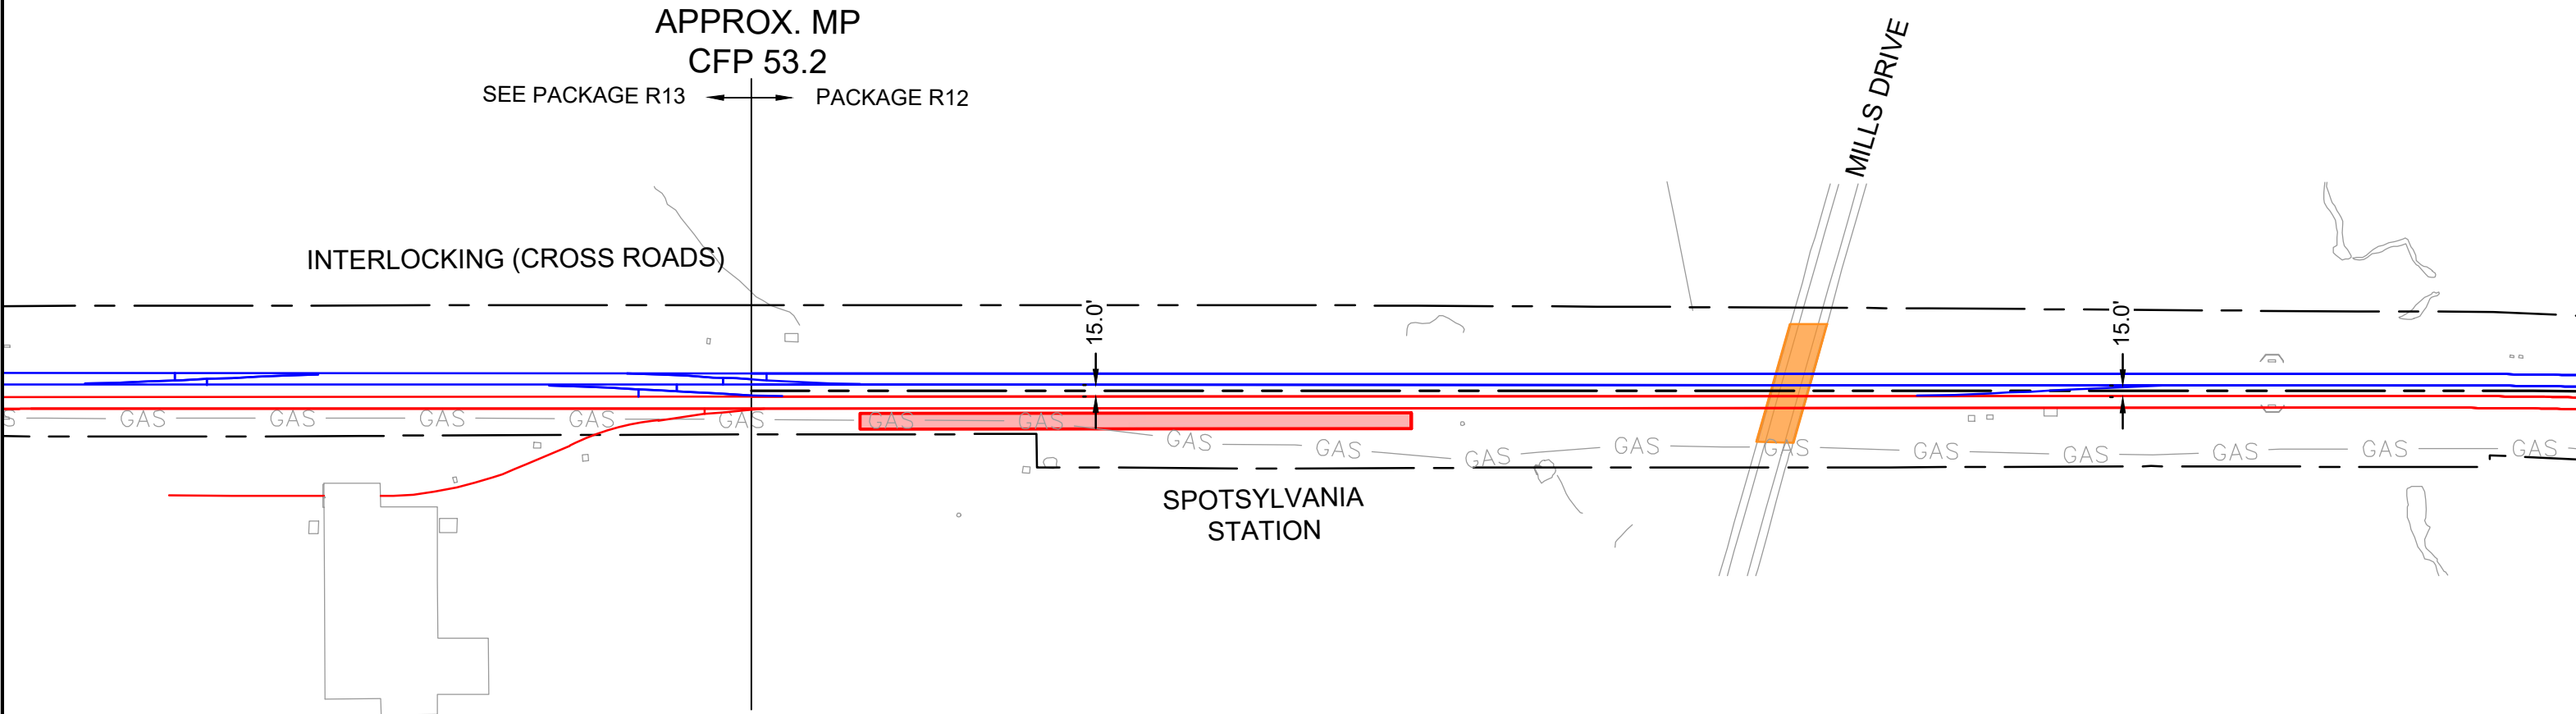 APPROX. MP
CFP 53.2
SEE PACKAGE R13
PACKAGE R12
MILLS DRIVE
INTERLOCKING (CROSS ROADS)
15.0'
15.0'
S GAS GAS GAS GAS GAS GAS GAS GAS GAS GAS GAS GAS GAS GAS GAS GAS GAS
SPOTSYLVANIA
STATION